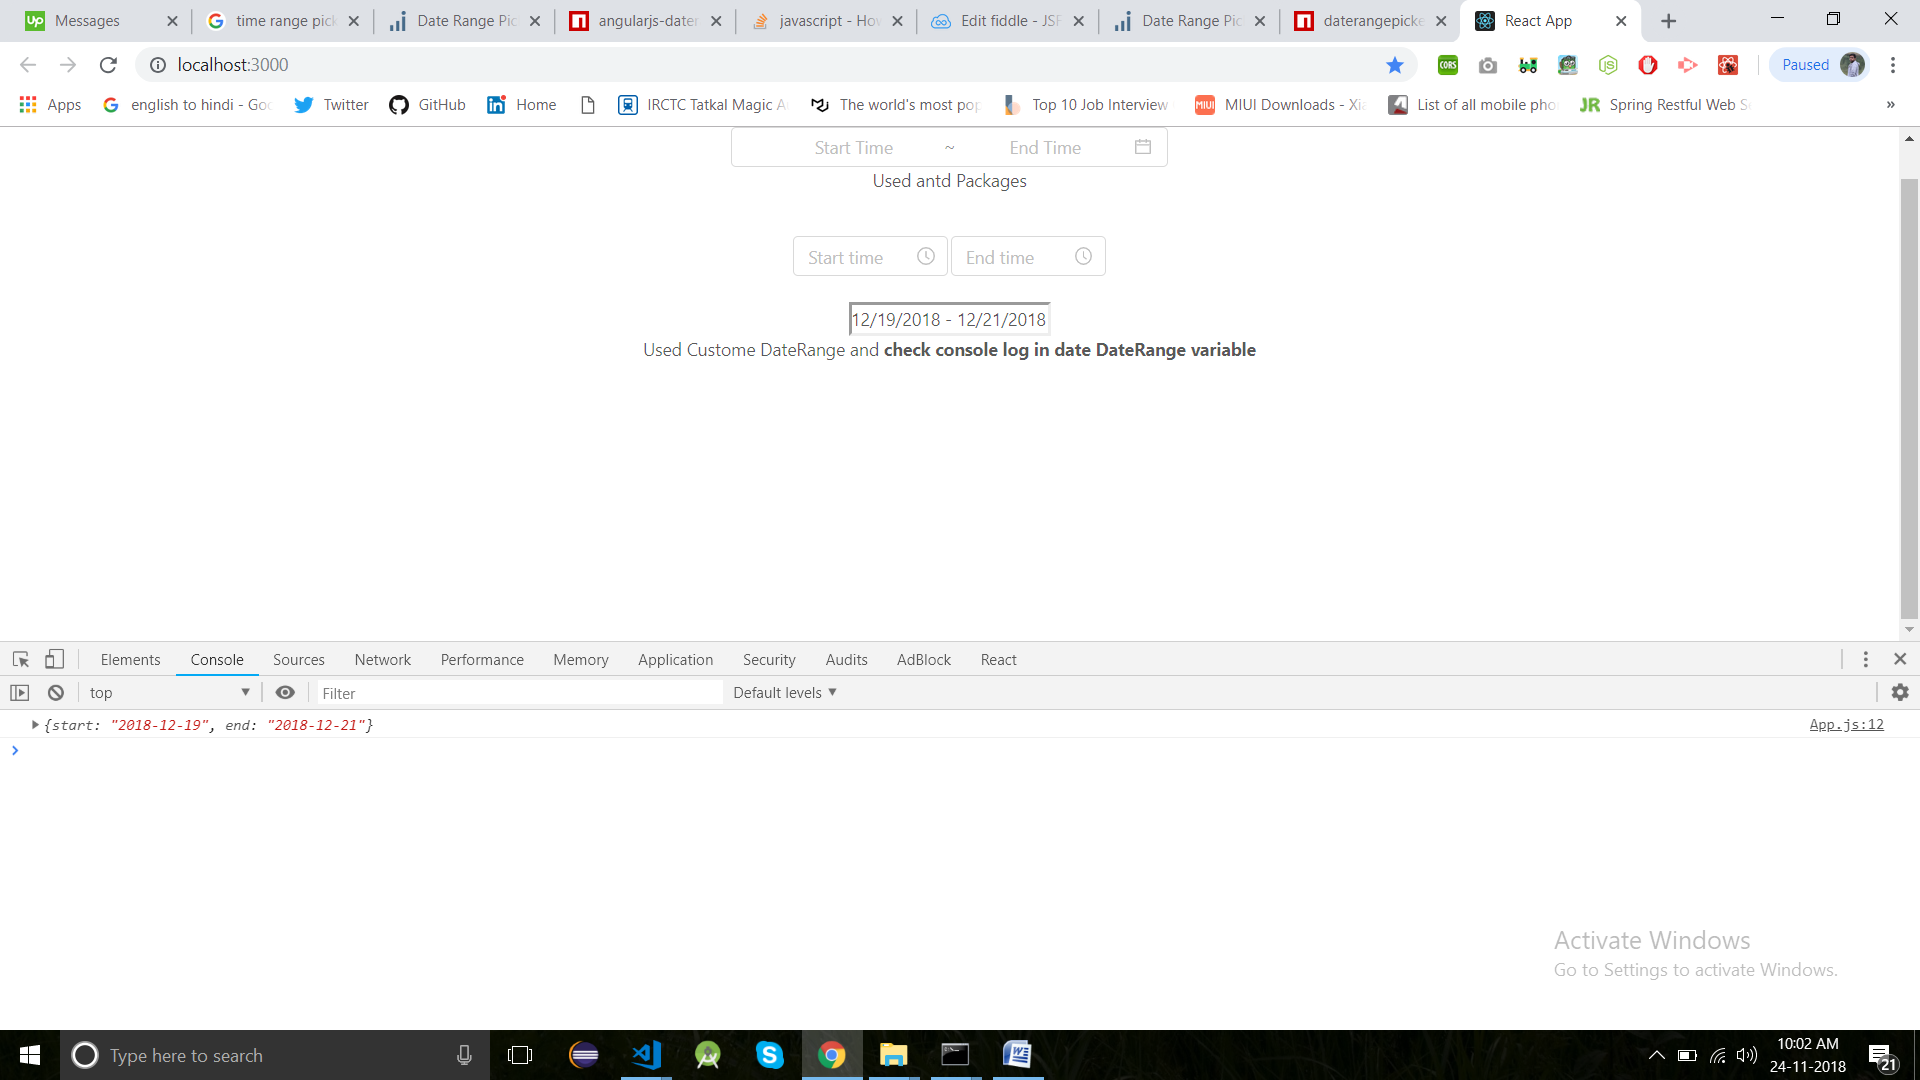 Messages
time range pick
Date Range Pic
angularjs-dater
javascript - How
Edit fiddle - JSF
Date Range Pic
daterangepicke
React App
localhost:3000
CORS
Paused
Apps
english to hindi - Goo
Twitter
GitHub
Home
IRCTC Tatkal Magic A
The world's most pop
Top 10 Job Interview
MIUI Downloads - Xia
List of all mobile phon
JR Spring Restful Web S
»
Start Time ~ End Time
Used antd Packages
Start time
End time
12/19/2018 - 12/21/2018
Used Custome DateRange and check console log in date DateRange variable
Elements Console Sources Network Performance Memory Application Security Audits AdBlock React
top
Filter
Default levels ▼
{start: "2018-12-19", end: "2018-12-21"}
App.js:12
Activate Windows
Go to Settings to activate Windows.
Type here to search
10:02 AM
24-11-2018
21